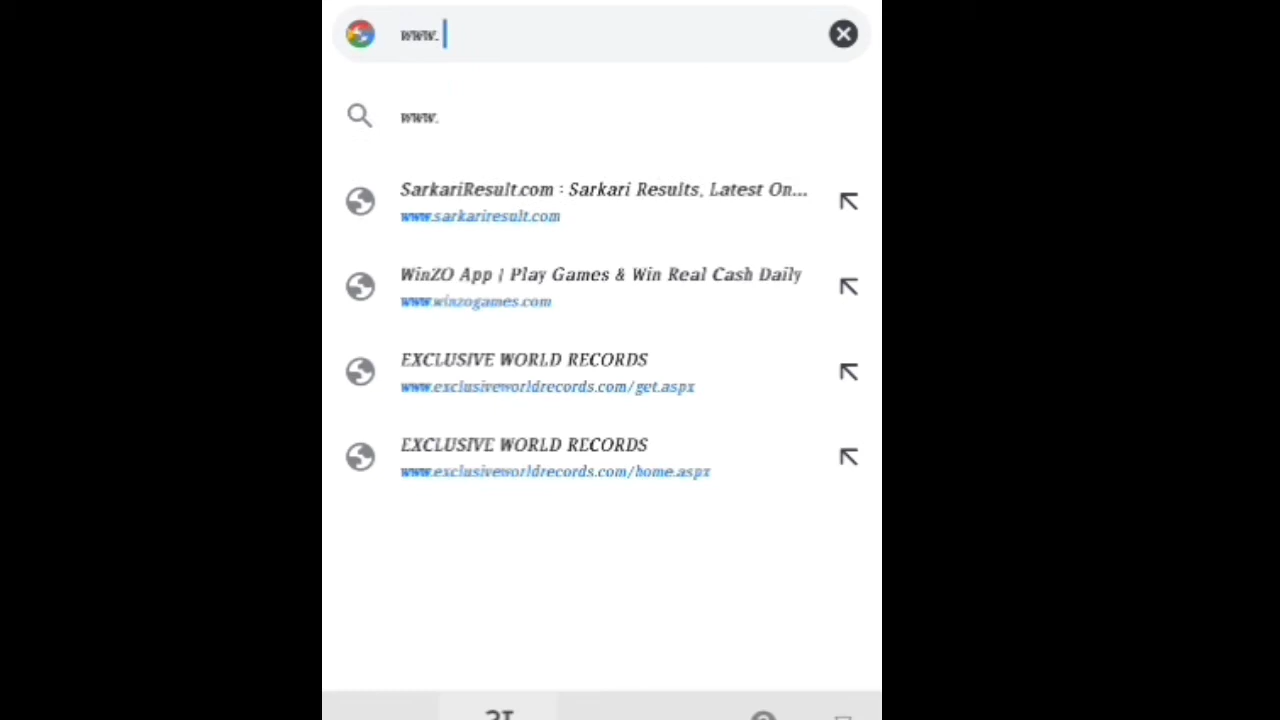 www.
www.
SarkariResult.com : Sarkari Results, Latest On...
www.sarkariresult.com
WinZO App | Play Games & Win Real Cash Daily
www.winzogames.com
EXCLUSIVE WORLD RECORDS
www.exclusiveworldrecords.com/get.aspx
EXCLUSIVE WORLD RECORDS
www.exclusiveworldrecords.com/home.aspx